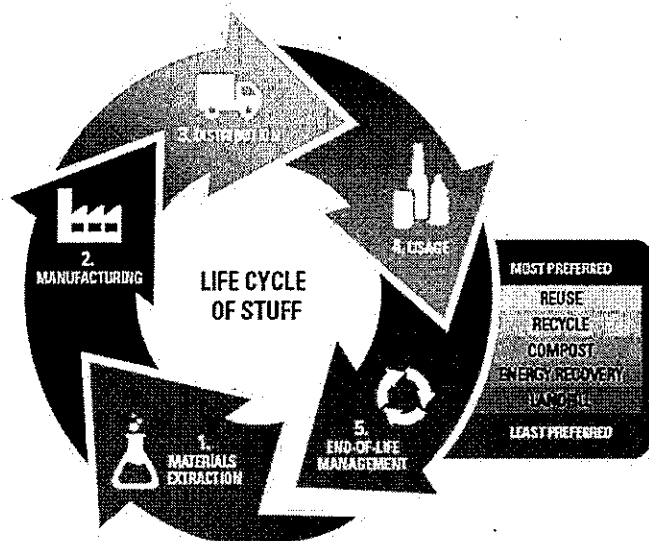 3. DISTRIBUTION
4. USAGE
2.
MANUFACTURING
LIFE CYCLE
OF STUFF
1.
MATERIALS
EXTRACTION
5.
END-OF-LIFE
MANAGEMENT
MOST PREFERRED
REUSE
RECYCLE
COMPOST
ENERGY RECOVERY
LANDFILL
LEAST PREFERRED